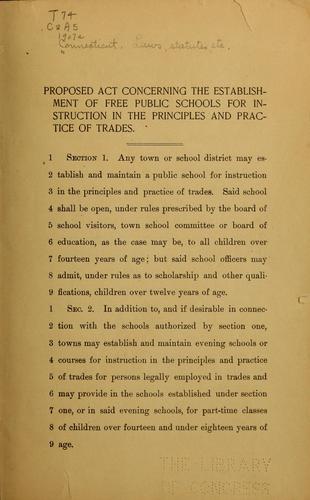 T 74
C8A5
1907a
Connecticut. Laws, statutes etc.
PROPOSED ACT CONCERNING THE ESTABLISH-
MENT OF FREE PUBLIC SCHOOLS FOR IN-
STRUCTION IN THE PRINCIPLES AND PRAC-
TICE OF TRADES.
1 SECTION 1. Any town or school district may es-
2 tablish and maintain a public school for instruction
3 in the principles and practice of trades. Said school
4 shall be open, under rules prescribed by the board of
5 school visitors, town school committee or board of
6 education, as the case may be, to all children over
7 fourteen years of age; but said school officers may
8 admit, under rules as to scholarship and other quali-
9 fications, children over twelve years of age.
1 SEC. 2. In addition to, and if desirable in connec-
2 tion with the schools authorized by section one,
3 towns may establish and maintain evening schools or
4 courses for instruction in the principles and practice
5 of trades for persons legally employed in trades and
6 may provide in the schools established under section
7 one, or in said evening schools, for part-time classes
8 of children over fourteen and under eighteen years of
9 age.
THE LIBRARY
OF CONGRESS